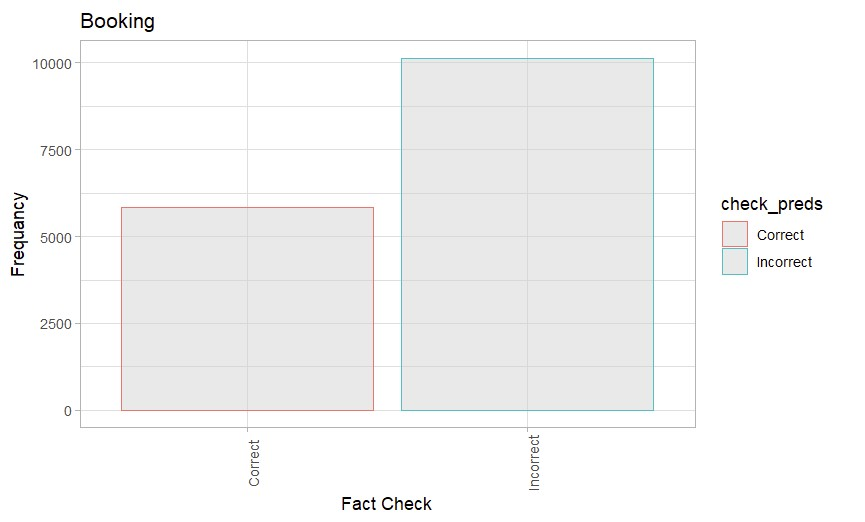 Booking
10000
7500
5000
2500
0
Frequancy
Correct
Incorrect
Fact Check
check_preds
Correct
Incorrect